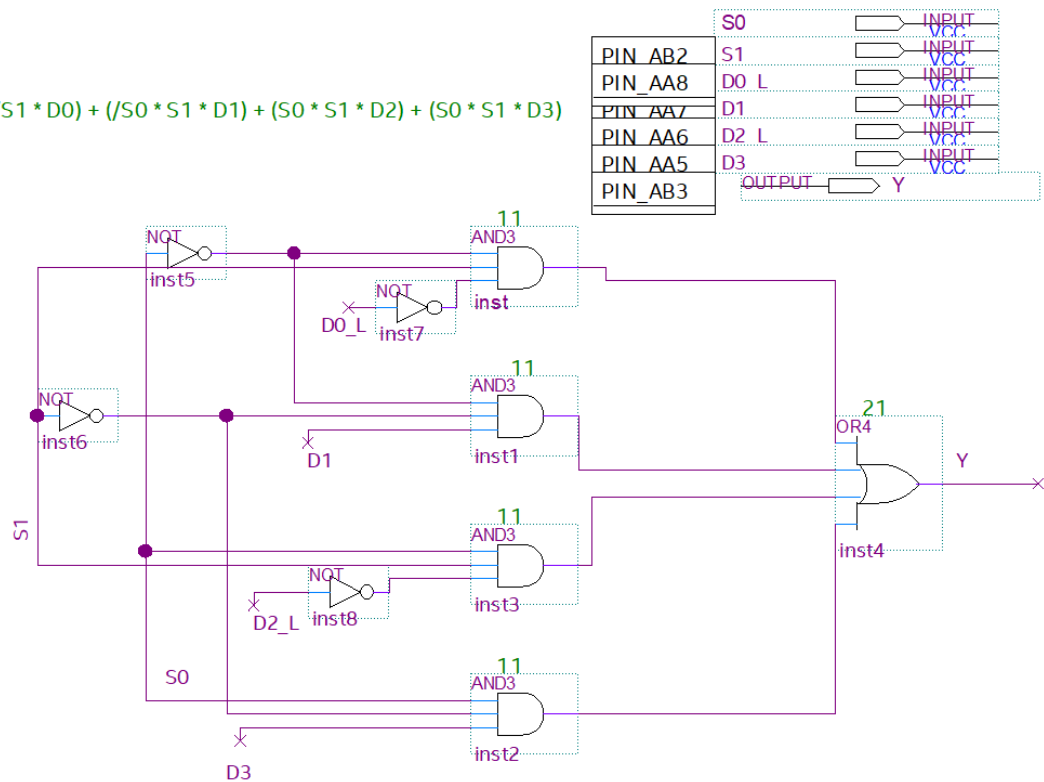 S0 INPUT
VCC
PIN_AB2 S1 INPUT
VCC
PIN_AA8 D0_L INPUT
VCC
PIN_AA7 D1 INPUT
VCC
PIN_AA6 D2_L INPUT
VCC
PIN_AA5 D3 INPUT
VCC
PIN_AB3 OUTPUT Y
S1 * D0) + (/S0 * S1 * D1) + (S0 * S1 * D2) + (S0 * S1 * D3)
11
NOT
inst5
AND3
inst
NOT
D0_L
inst7
11
AND3
NOT
inst6
D1
inst1
21
OR4
Y
inst4
S1
11
AND3
NOT
inst3
D2_L
inst8
S0
11
AND3
inst2
D3